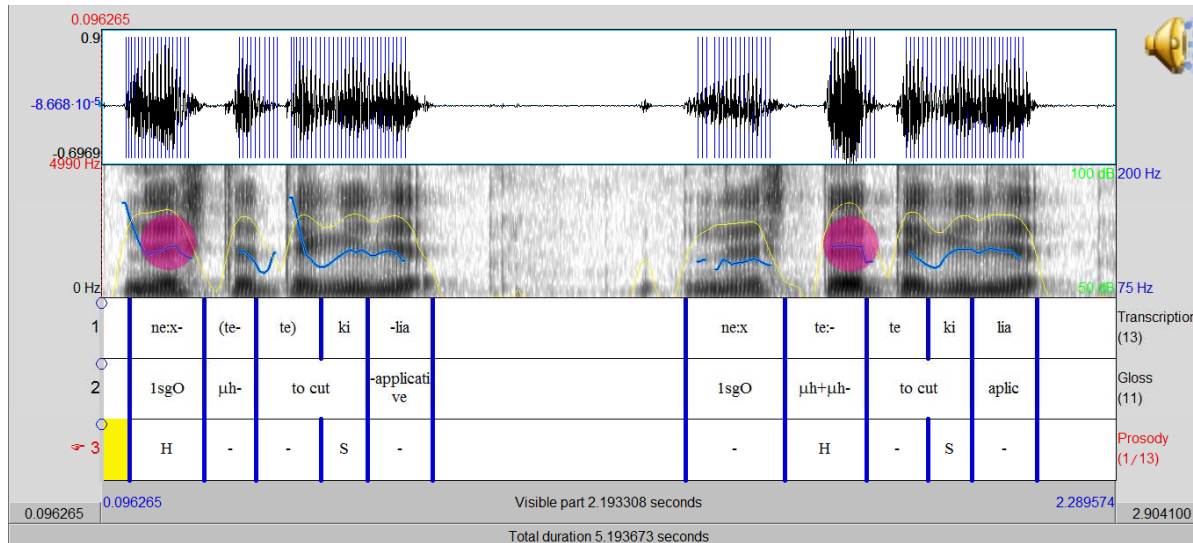 0.096265
0.9
-8.668·10⁻⁵
-0.6969
4990 Hz
100 dB 200 Hz
0 Hz
50 dB 75 Hz
1 ne:x- (te- te) ki -lia ne:x te:- te ki lia Transcription (13)
2 1sgO μh- to cut -applicati ve 1sgO μh+μh- to cut aplic Gloss (11)
3 H - - S - - H - S - Prosody (1/13)
0.096265 0.096265 Visible part 2.193308 seconds 2.289574 2.904100
Total duration 5.193673 seconds